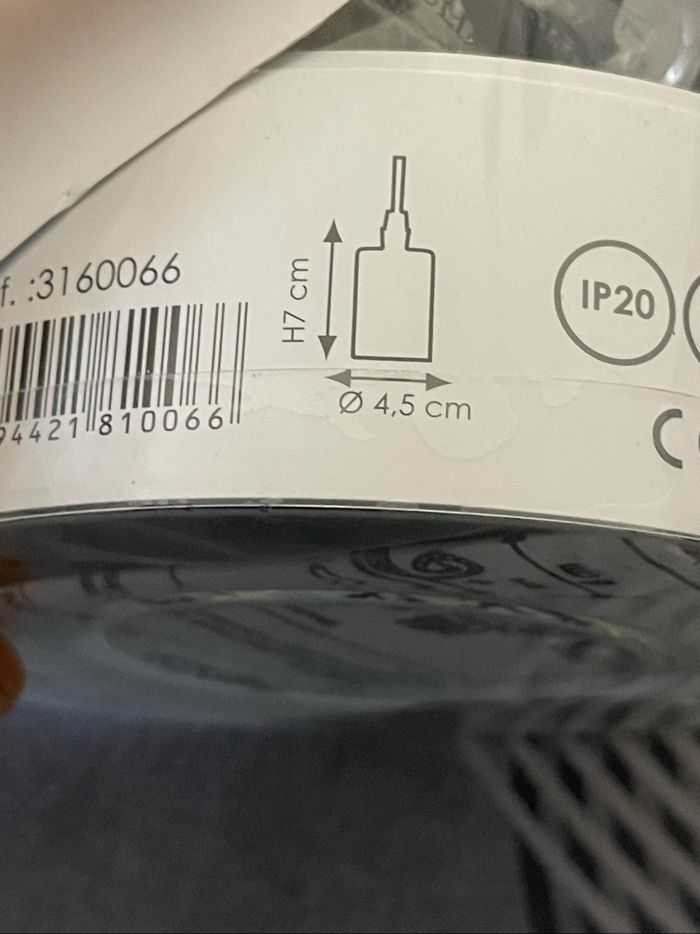 f. :3160066
H7 cm
IP20
Ø 4,5 cm
94421 810066
C